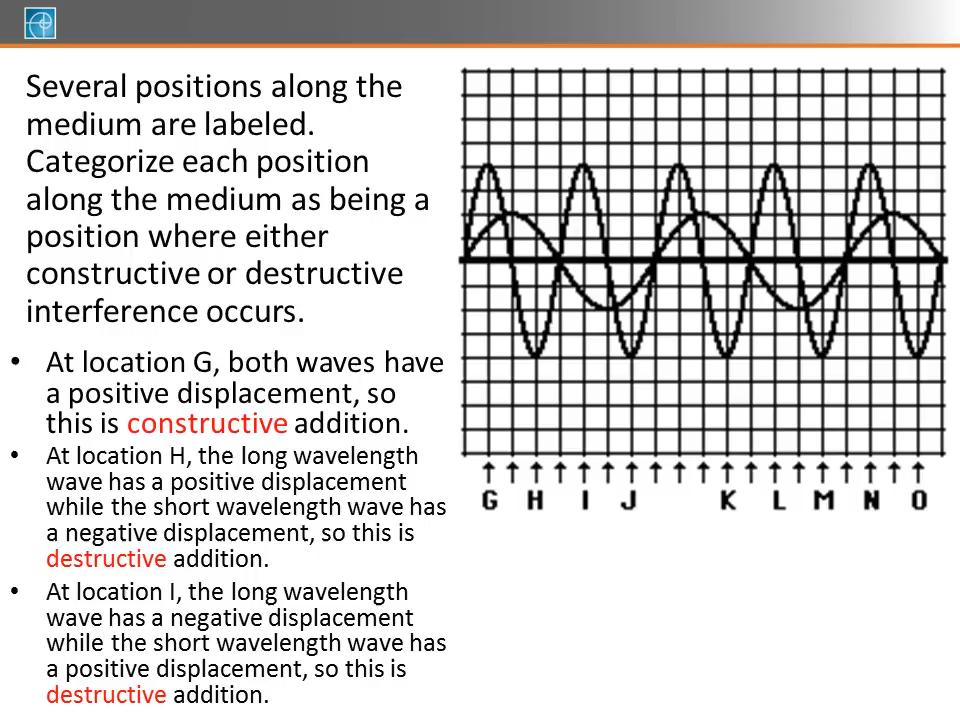 Several positions along the
medium are labeled.
Categorize each position
along the medium as being a
position where either
constructive or destructive
interference occurs.
• At location G, both waves have
a positive displacement, so
this is constructive addition.
• At location H, the long wavelength
wave has a positive displacement
while the short wavelength wave has
a negative displacement, so this is
destructive addition.
• At location I, the long wavelength
wave has a negative displacement
while the short wavelength wave has
a positive displacement, so this is
destructive addition.
G H I J K L M N O